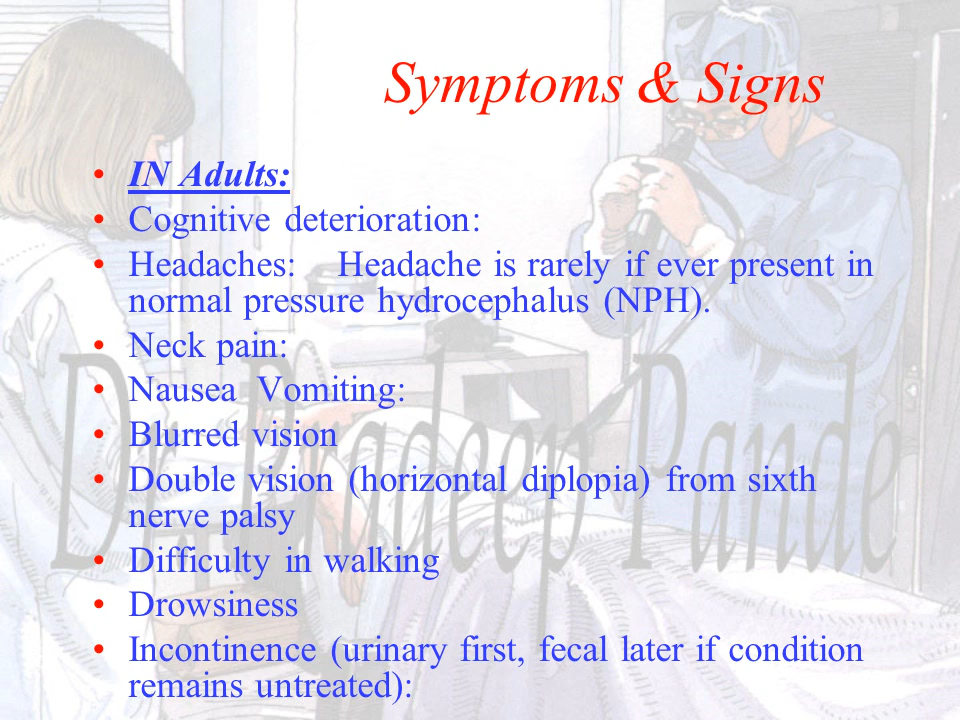 Symptoms & Signs
• IN Adults:
• Cognitive deterioration:
• Headaches: Headache is rarely if ever present in
normal pressure hydrocephalus (NPH).
• Neck pain:
• Nausea Vomiting:
• Blurred vision
• Double vision (horizontal diplopia) from sixth
nerve palsy
• Difficulty in walking
• Drowsiness
• Incontinence (urinary first, fecal later if condition
remains untreated):
Dr. Pradeep Pande